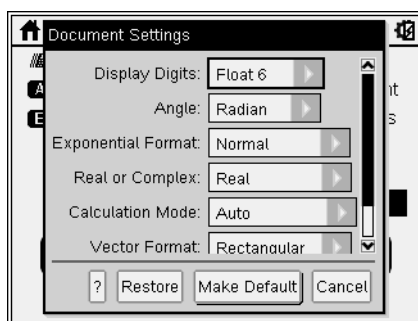 Document Settings
Display Digits: Float 6
Angle: Radian
Exponential Format: Normal
Real or Complex: Real
Calculation Mode: Auto
Vector Format: Rectangular
? Restore Make Default Cancel